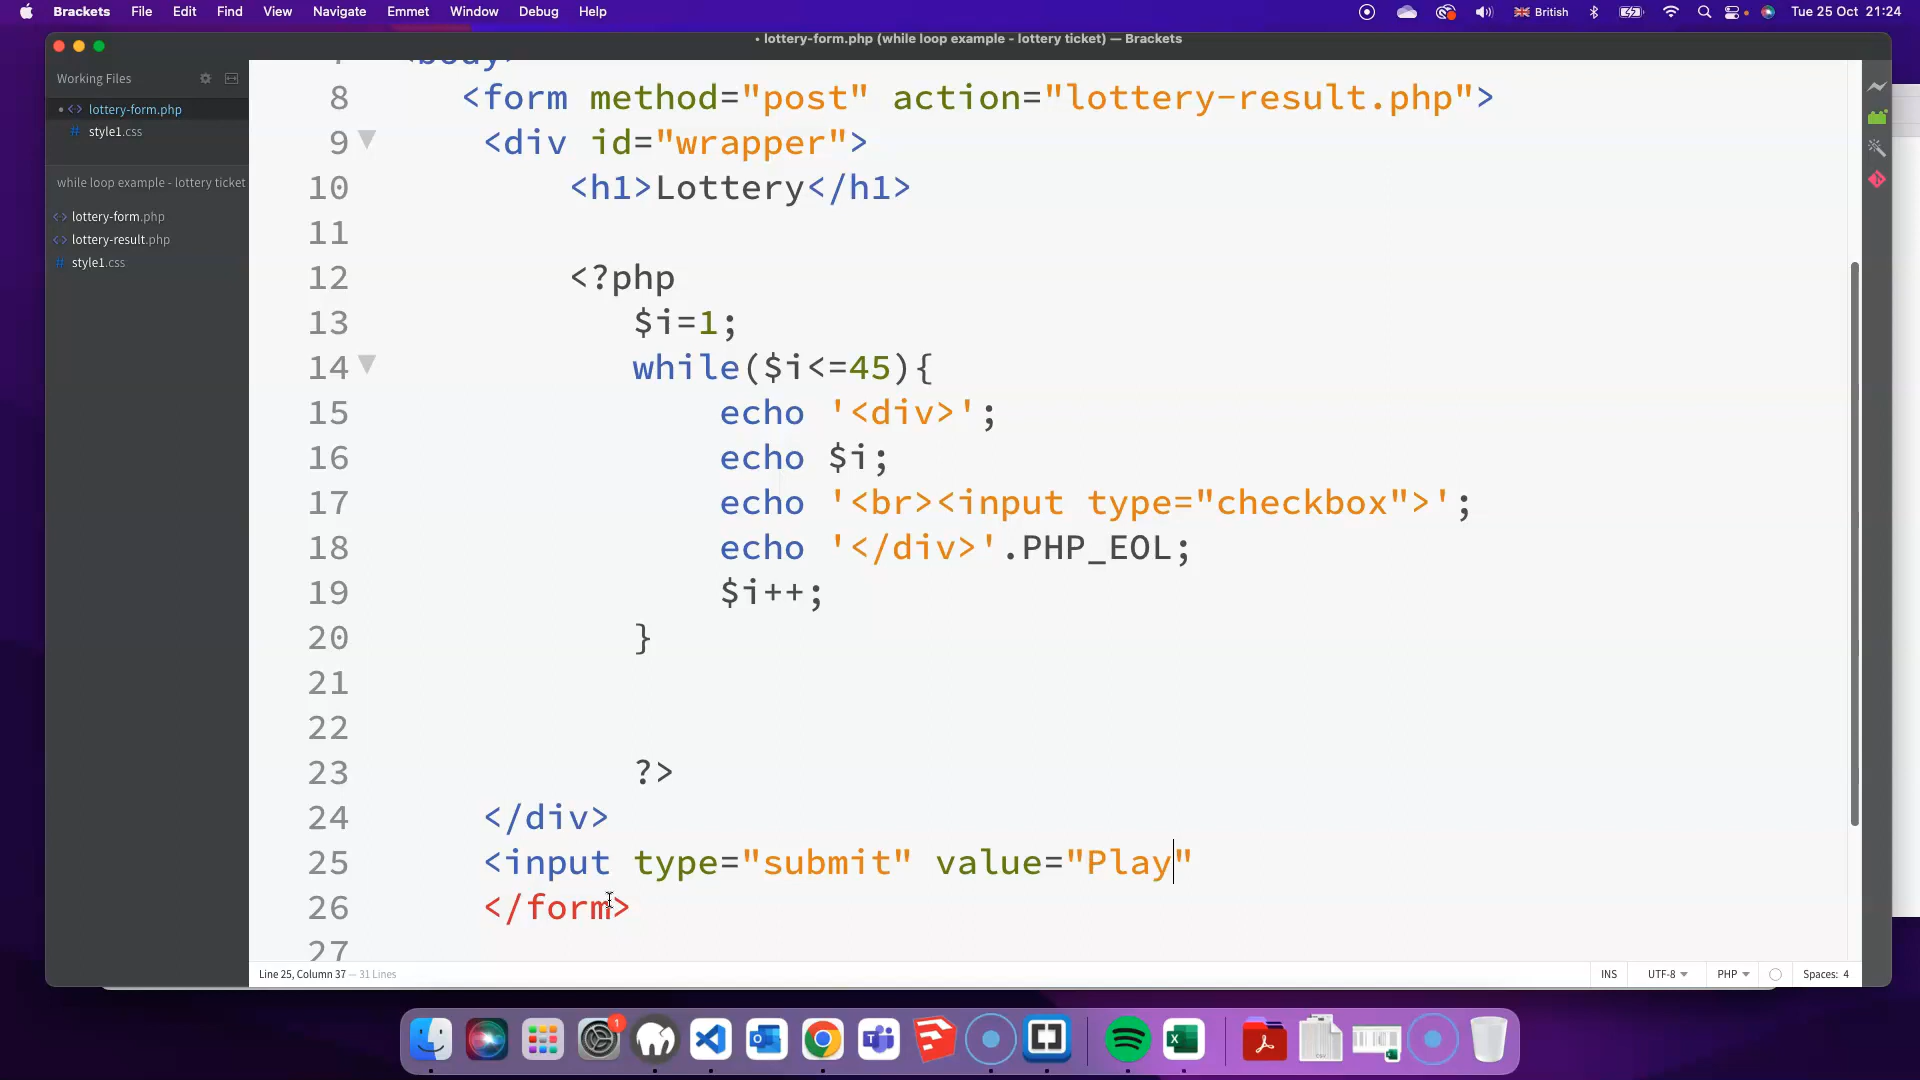 Brackets File Edit Find View Navigate Emmet Window Debug Help British Tue 25 Oct 21:24
• lottery-form.php (while loop example - lottery ticket) — Brackets
Working Files
lottery-form.php
style1.css
while loop example - lottery ticket
lottery-form.php
lottery-result.php
style1.css
7 <body>
8 <form method="post" action="lottery-result.php">
9 <div id="wrapper">
10 <h1>Lottery</h1>
11
12 <?php
13 $i=1;
14 while($i<=45){
15 echo '<div>';
16 echo $i;
17 echo '<br><input type="checkbox">';
18 echo '</div>'.PHP_EOL;
19 $i++;
20 }
21
22
23 ?>
24 </div>
25 <input type="submit" value="Play"
26 </form>
27
Line 25, Column 37 — 31 Lines INS UTF-8 PHP Spaces: 4
1